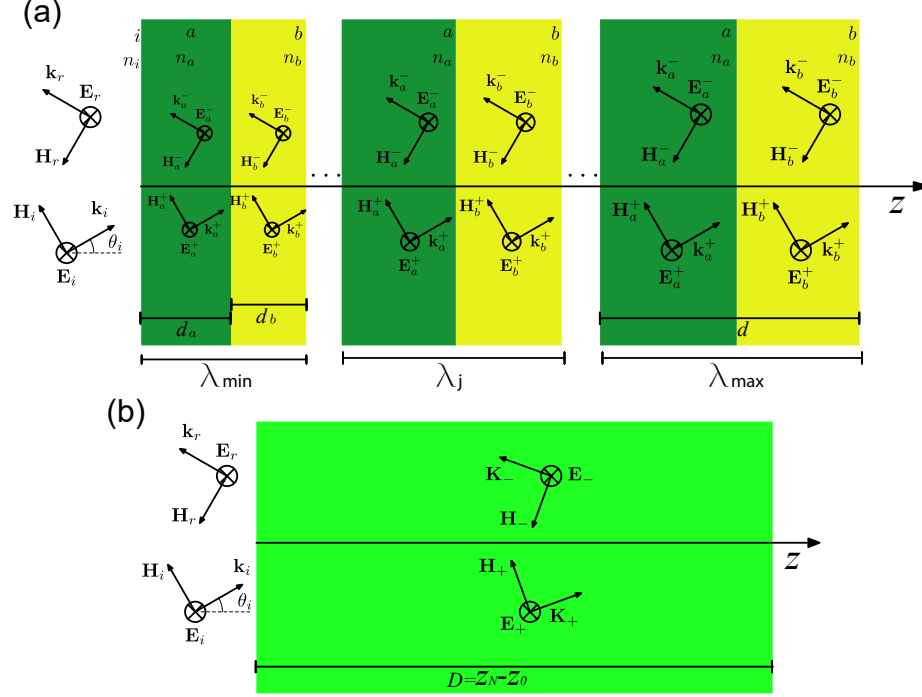 (a)
i a b a b a b
n_i n_a n_b n_a n_b n_a n_b
k_r E_r H_r
k_a^- E_a^- H_a^- k_b^- E_b^- H_b^-
k_a^- E_a^- H_a^- k_b^- E_b^- H_b^-
k_a^- E_a^- H_a^- k_b^- E_b^- H_b^-
... ...
z
H_i k_i θ_i E_i
H_a^+ k_a^+ E_a^+ H_b^+ k_b^+ E_b^+
H_a^+ k_a^+ E_a^+ H_b^+ k_b^+ E_b^+
H_a^+ k_a^+ E_a^+ H_b^+ k_b^+ E_b^+
d_a d_b d
λ_min λ_j λ_max
(b)
k_r E_r H_r
K_- E_- H_-
z
H_i k_i θ_i E_i
H_+ E_+ K_+
D=z_N-z_0